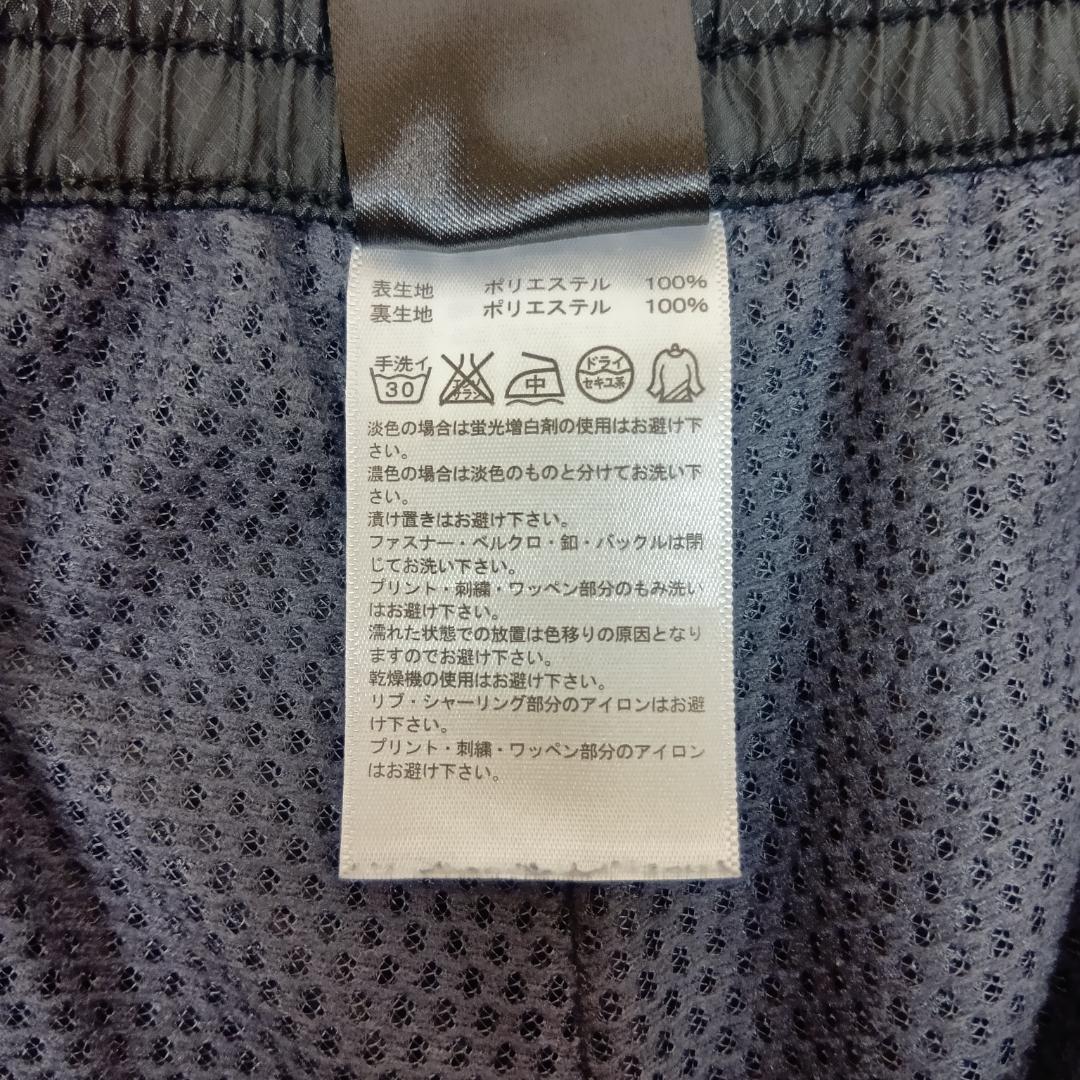 表生地 ポリエステル 100%
裏生地 ポリエステル 100%
手洗イ 30 エンソ サラシ 中 ドライ セキユ系
淡色の場合は蛍光増白剤の使用はお避け下
さい。
濃色の場合は淡色のものと分けてお洗い下
さい。
漬け置きはお避け下さい。
ファスナー・ベルクロ・釦・バックルは閉
じてお洗い下さい。
プリント・刺繍・ワッペン部分のもみ洗い
はお避け下さい。
濡れた状態での放置は色移りの原因となり
ますのでお避け下さい。
乾燥機の使用はお避け下さい。
リブ・シャーリング部分のアイロンはお避
け下さい。
プリント・刺繍・ワッペン部分のアイロン
はお避け下さい。